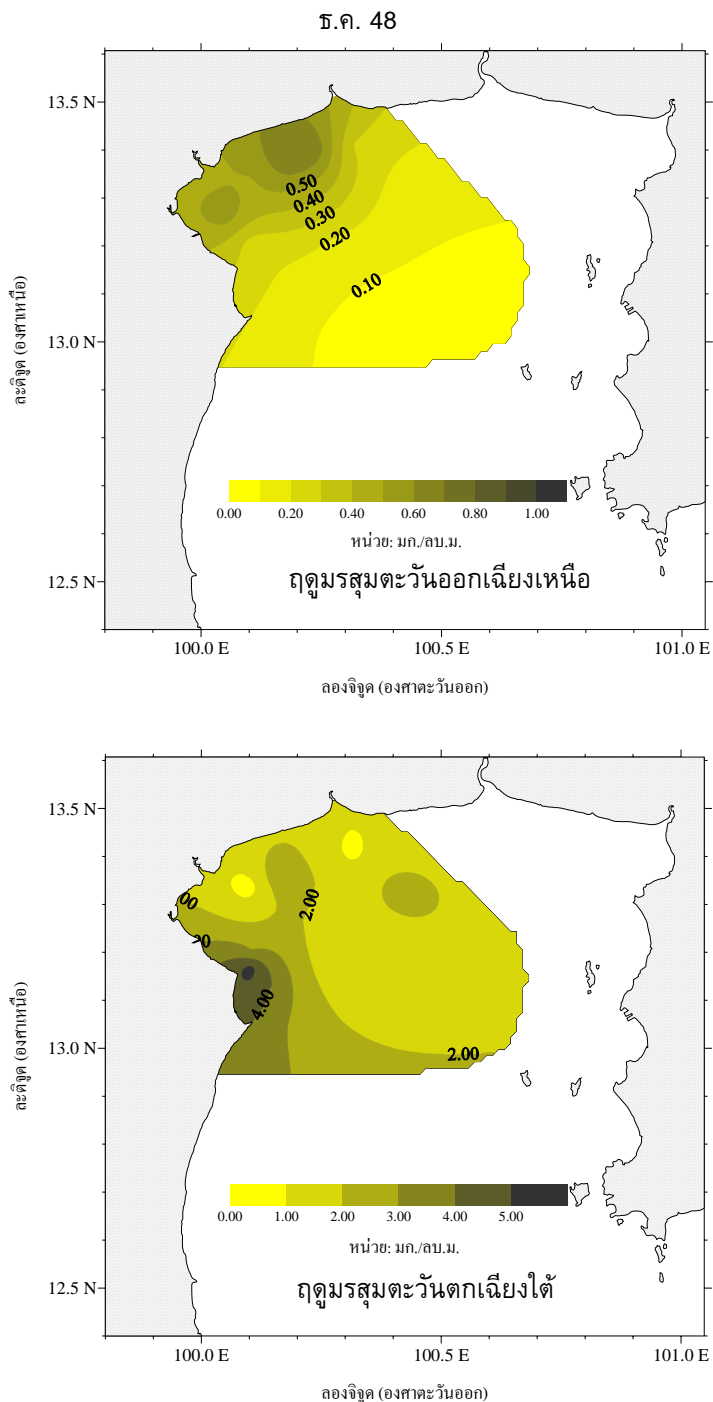 ธ.ค. 48
13.5 N
0.50
0.40
0.30
0.20
0.10
13.0 N
ละติจูด (องศาเหนือ)
0.00 0.20 0.40 0.60 0.80 1.00
หน่วย: มก./ลบ.ม.
ฤดูมรสุมตะวันออกเฉียงเหนือ
12.5 N
100.0 E 100.5 E 101.0 E
ลองจิจูด (องศาตะวันออก)
13.5 N
00
2.00
00
4.00
2.00
13.0 N
ละติจูด (องศาเหนือ)
0.00 1.00 2.00 3.00 4.00 5.00
หน่วย: มก./ลบ.ม.
ฤดูมรสุมตะวันตกเฉียงใต้
12.5 N
100.0 E 100.5 E 101.0 E
ลองจิจูด (องศาตะวันออก)